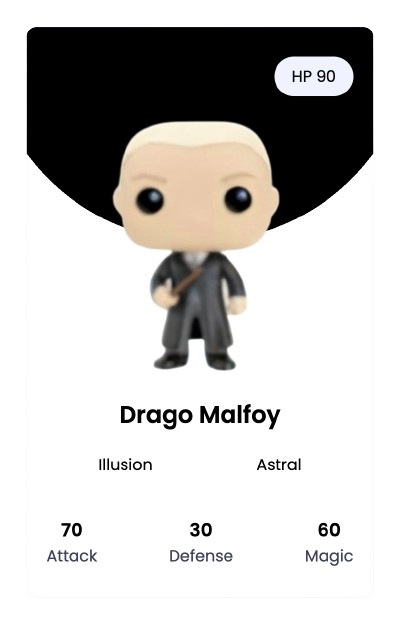 HP 90
Drago Malfoy
Illusion Astral
70 30 60
Attack Defense Magic